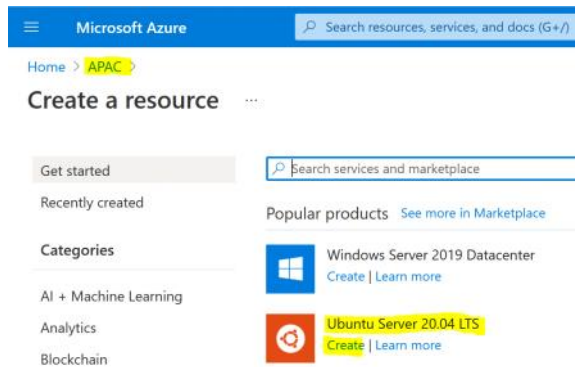 Microsoft Azure
Search resources, services, and docs (G+/)
Home > APAC >
Create a resource ...
Get started
Recently created
Categories
AI + Machine Learning
Analytics
Blockchain
Search services and marketplace
Popular products See more in Marketplace
Windows Server 2019 Datacenter
Create | Learn more
Ubuntu Server 20.04 LTS
Create | Learn more